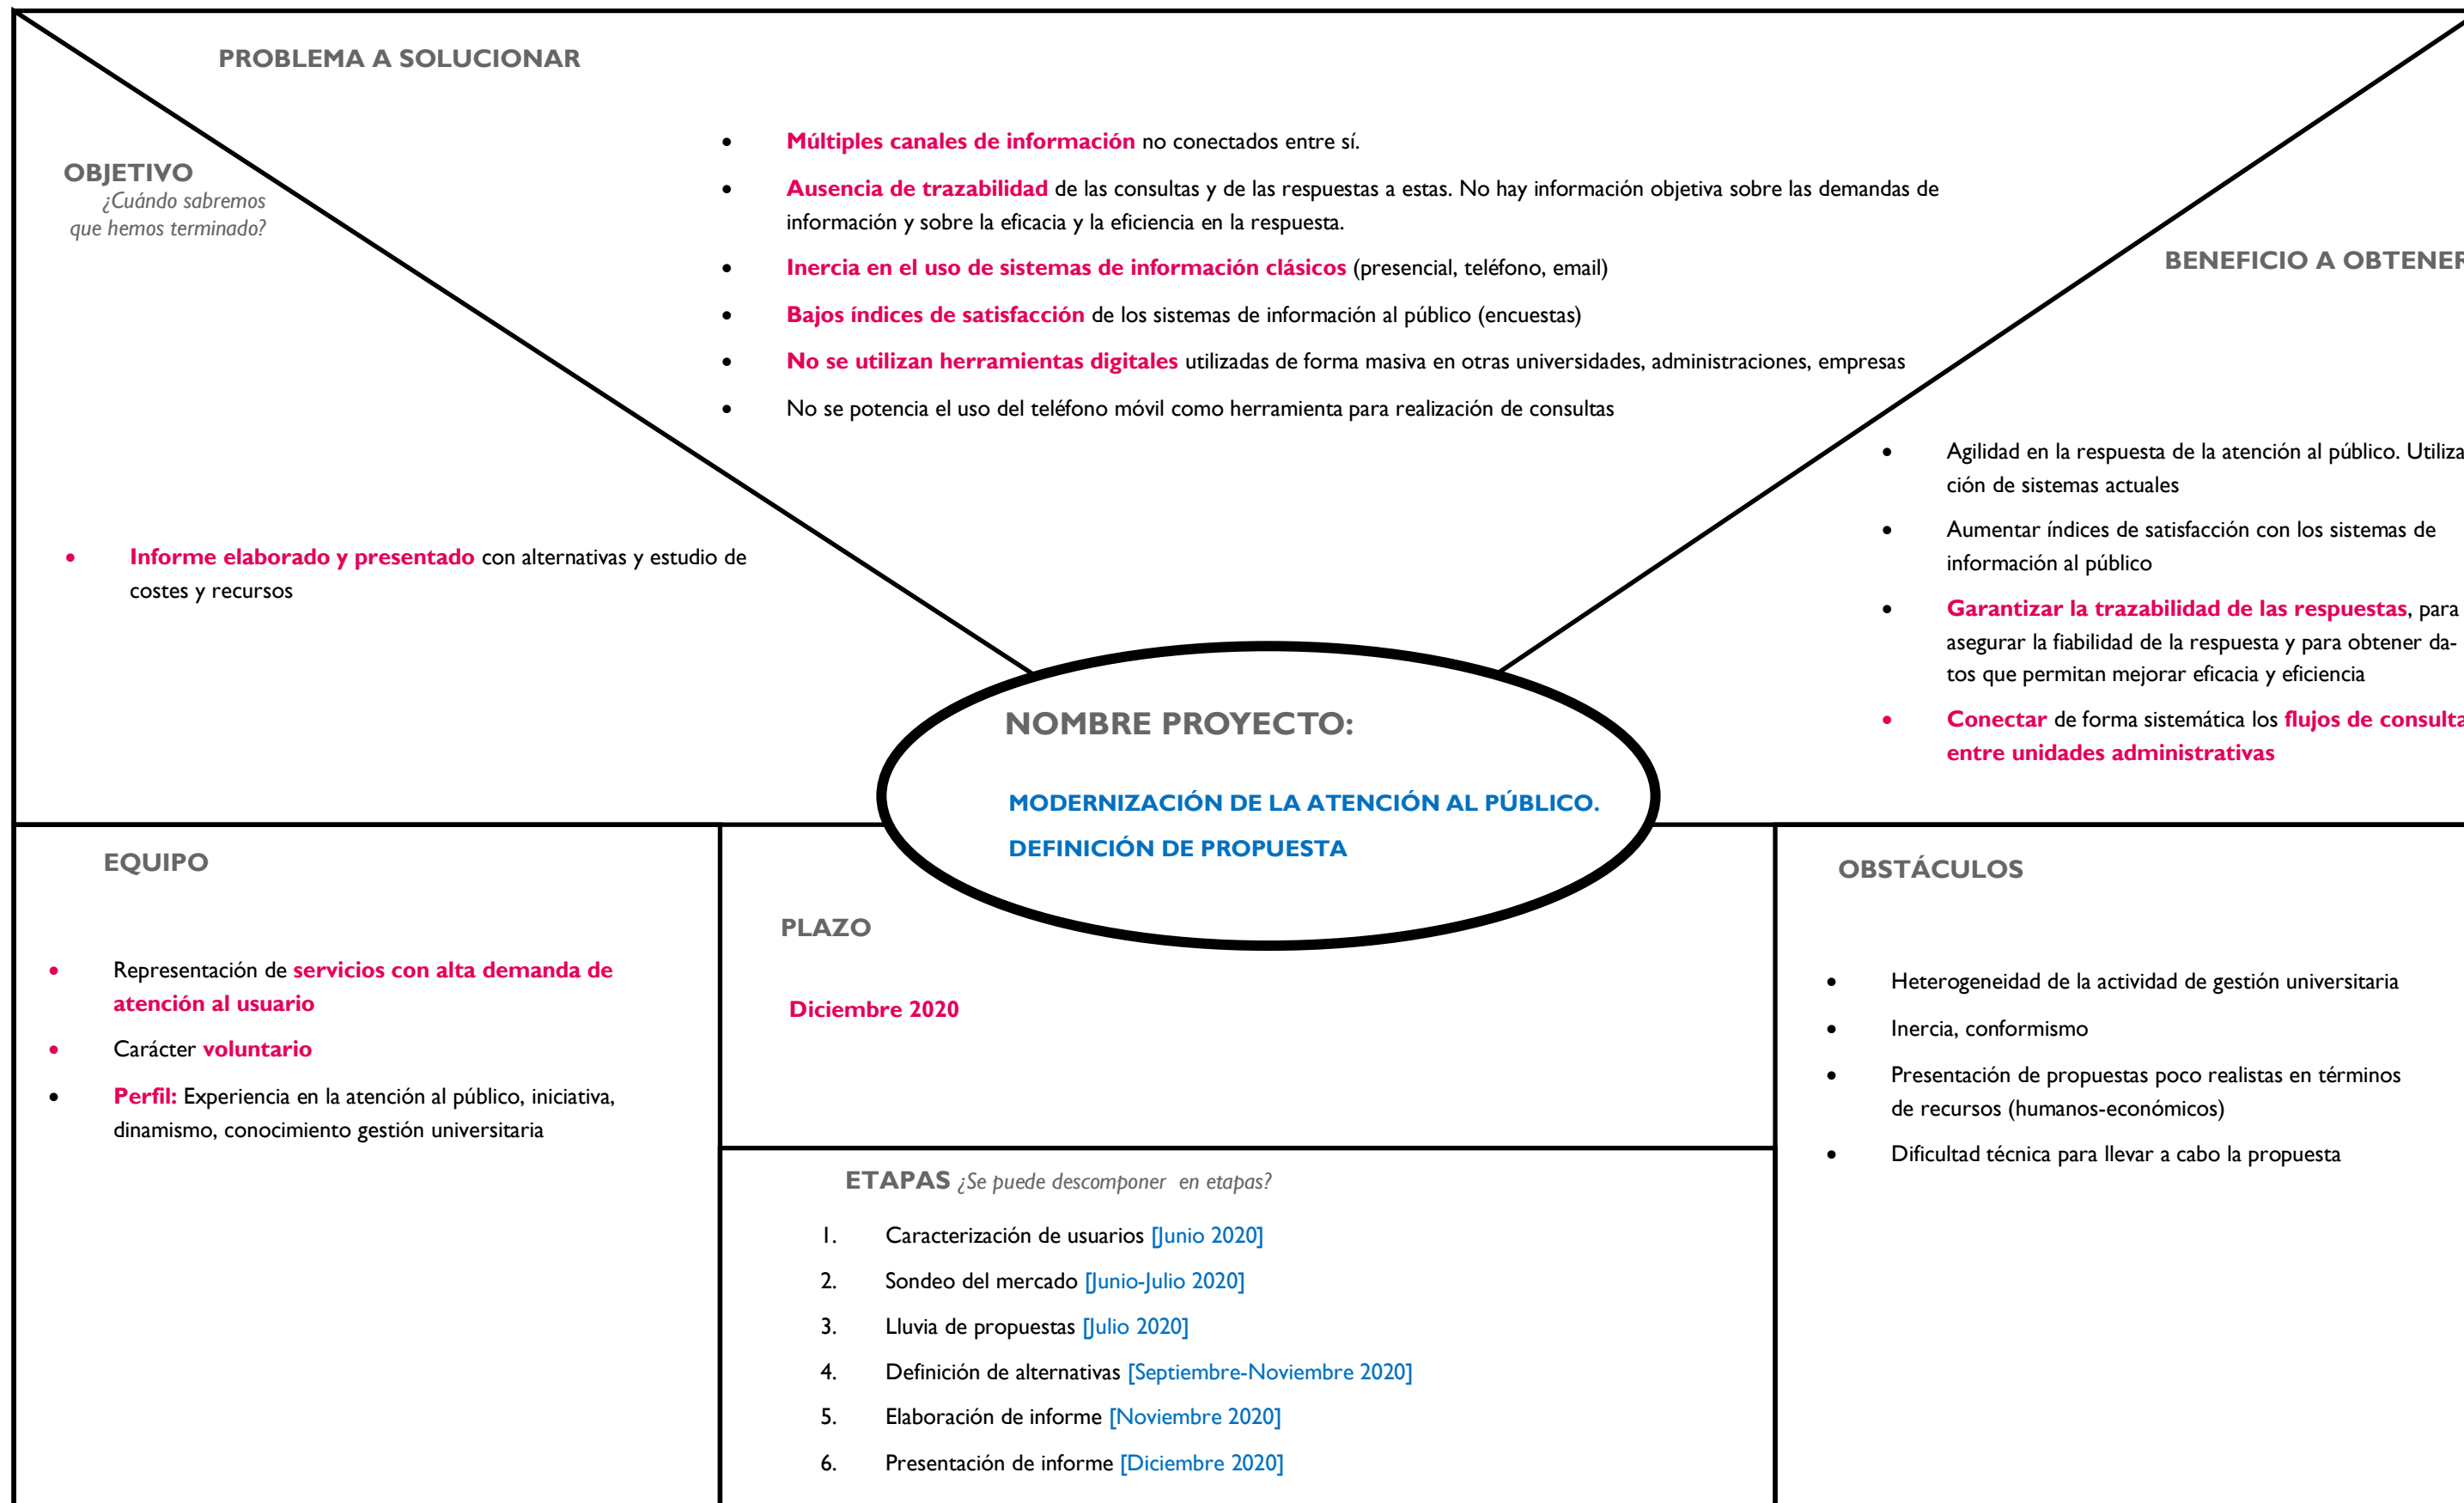 PROBLEMA A SOLUCIONAR
• Múltiples canales de información no conectados entre sí.
• Ausencia de trazabilidad de las consultas y de las respuestas a estas. No hay información objetiva sobre las demandas de
información y sobre la eficacia y la eficiencia en la respuesta.
• Inercia en el uso de sistemas de información clásicos (presencial, teléfono, email)
• Bajos índices de satisfacción de los sistemas de información al público (encuestas)
• No se utilizan herramientas digitales utilizadas de forma masiva en otras universidades, administraciones, empresas
• No se potencia el uso del teléfono móvil como herramienta para realización de consultas
OBJETIVO
¿Cuándo sabremos
que hemos terminado?
• Informe elaborado y presentado con alternativas y estudio de
costes y recursos
BENEFICIO A OBTENER
• Agilidad en la respuesta de la atención al público. Utiliza
ción de sistemas actuales
• Aumentar índices de satisfacción con los sistemas de
información al público
• Garantizar la trazabilidad de las respuestas, para
asegurar la fiabilidad de la respuesta y para obtener da-
tos que permitan mejorar eficacia y eficiencia
• Conectar de forma sistemática los flujos de consulta
entre unidades administrativas
NOMBRE PROYECTO:
MODERNIZACIÓN DE LA ATENCIÓN AL PÚBLICO.
DEFINICIÓN DE PROPUESTA
EQUIPO
• Representación de servicios con alta demanda de
atención al usuario
• Carácter voluntario
• Perfil: Experiencia en la atención al público, iniciativa,
dinamismo, conocimiento gestión universitaria
PLAZO
Diciembre 2020
ETAPAS ¿Se puede descomponer en etapas?
1. Caracterización de usuarios [Junio 2020]
2. Sondeo del mercado [Junio-Julio 2020]
3. Lluvia de propuestas [Julio 2020]
4. Definición de alternativas [Septiembre-Noviembre 2020]
5. Elaboración de informe [Noviembre 2020]
6. Presentación de informe [Diciembre 2020]
OBSTÁCULOS
• Heterogeneidad de la actividad de gestión universitaria
• Inercia, conformismo
• Presentación de propuestas poco realistas en términos
de recursos (humanos-económicos)
• Dificultad técnica para llevar a cabo la propuesta